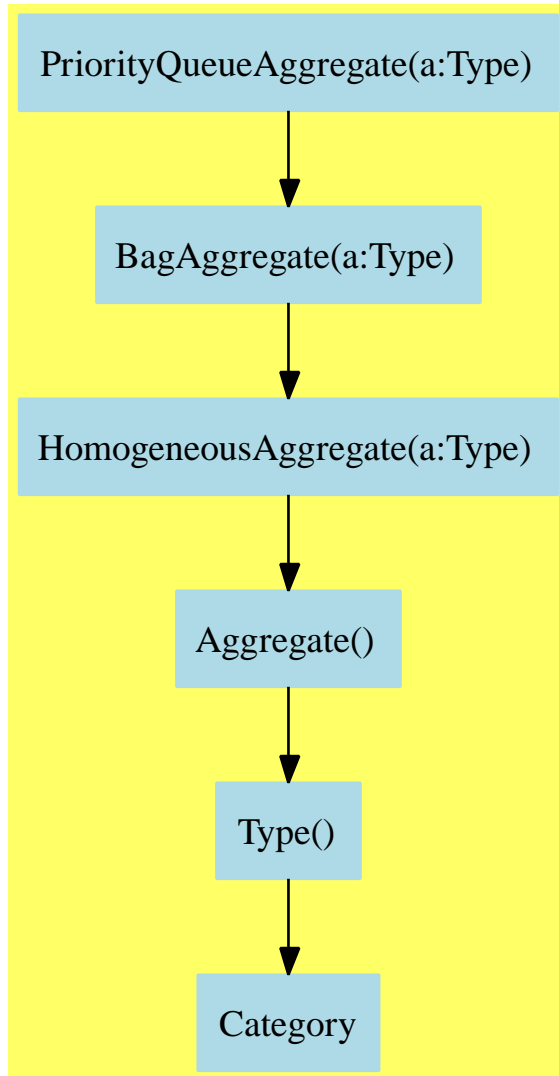 PriorityQueueAggregate(a:Type)
BagAggregate(a:Type)
HomogeneousAggregate(a:Type)
Aggregate()
Type()
Category